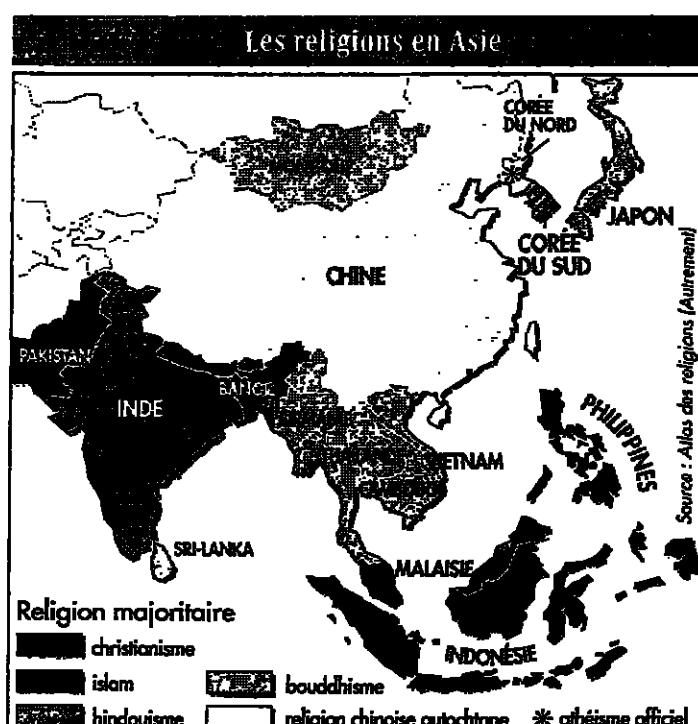 Les religions en Asie
CORÉE
DU NORD
JAPON
CORÉE
DU SUD
CHINE
PAKISTAN
INDE
BANGL
VIETNAM
PHILIPPINES
SRI-LANKA
MALAISIE
INDONÉSIE
Source : Atlas des religions (Autrement)
Religion majoritaire
christianisme
islam
bouddhisme
hindouisme
religion chinoise autochtone
athéisme officiel